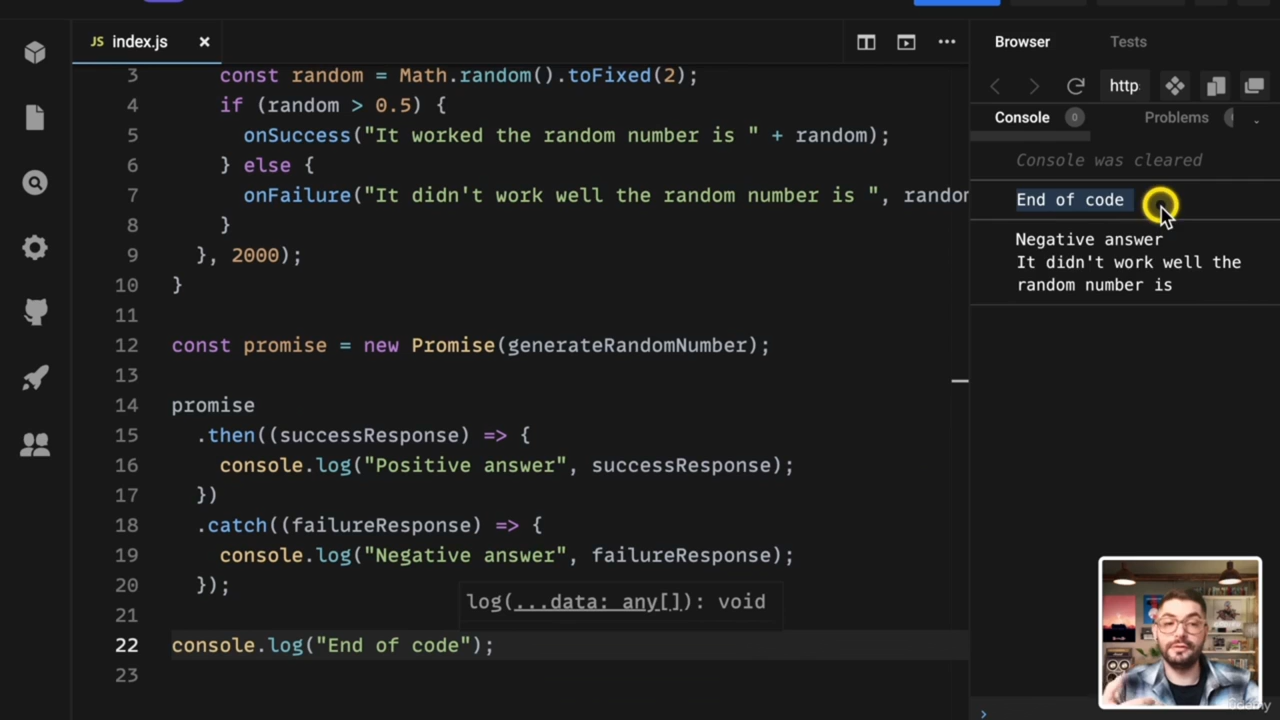 JS index.js
3 const random = Math.random().toFixed(2);
4 if (random > 0.5) {
5 onSuccess("It worked the random number is " + random);
6 } else {
7 onFailure("It didn't work well the random number is ",
8 }
9 }, 2000);
10 }
11
12 const promise = new Promise(generateRandomNumber);
13
14 promise
15 .then((successResponse) => {
16 console.log("Positive answer", successResponse);
17 })
18 .catch((failureResponse) => {
19 console.log("Negative answer", failureResponse);
20 });
21
log(...data: any[]): void
22 console.log("End of code");
23
Browser Tests
http
Console 0 Problems
Console was cleared
End of code
Negative answer
It didn't work well the
random number is